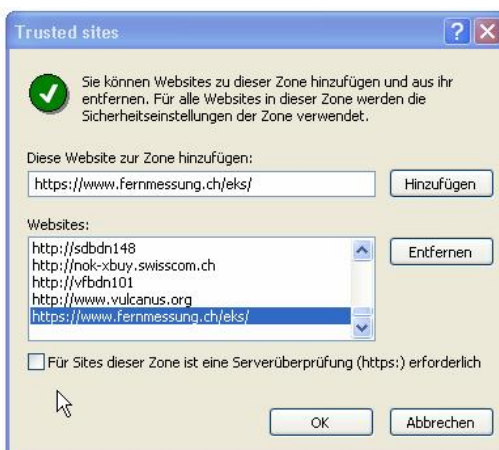 Trusted sites
Sie können Websites zu dieser Zone hinzufügen und aus ihr
entfernen. Für alle Websites in dieser Zone werden die
Sicherheitseinstellungen der Zone verwendet.
Diese Website zur Zone hinzufügen:
https://www.fernmessung.ch/eks/
Hinzufügen
Websites:
http://sdbdn148
http://nok-xbuy.swisscom.ch
http://vfbdn101
http://www.vulcanus.org
https://www.fernmessung.ch/eks/
Entfernen
Für Sites dieser Zone ist eine Serverüberprüfung (https:) erforderlich
OK
Abbrechen